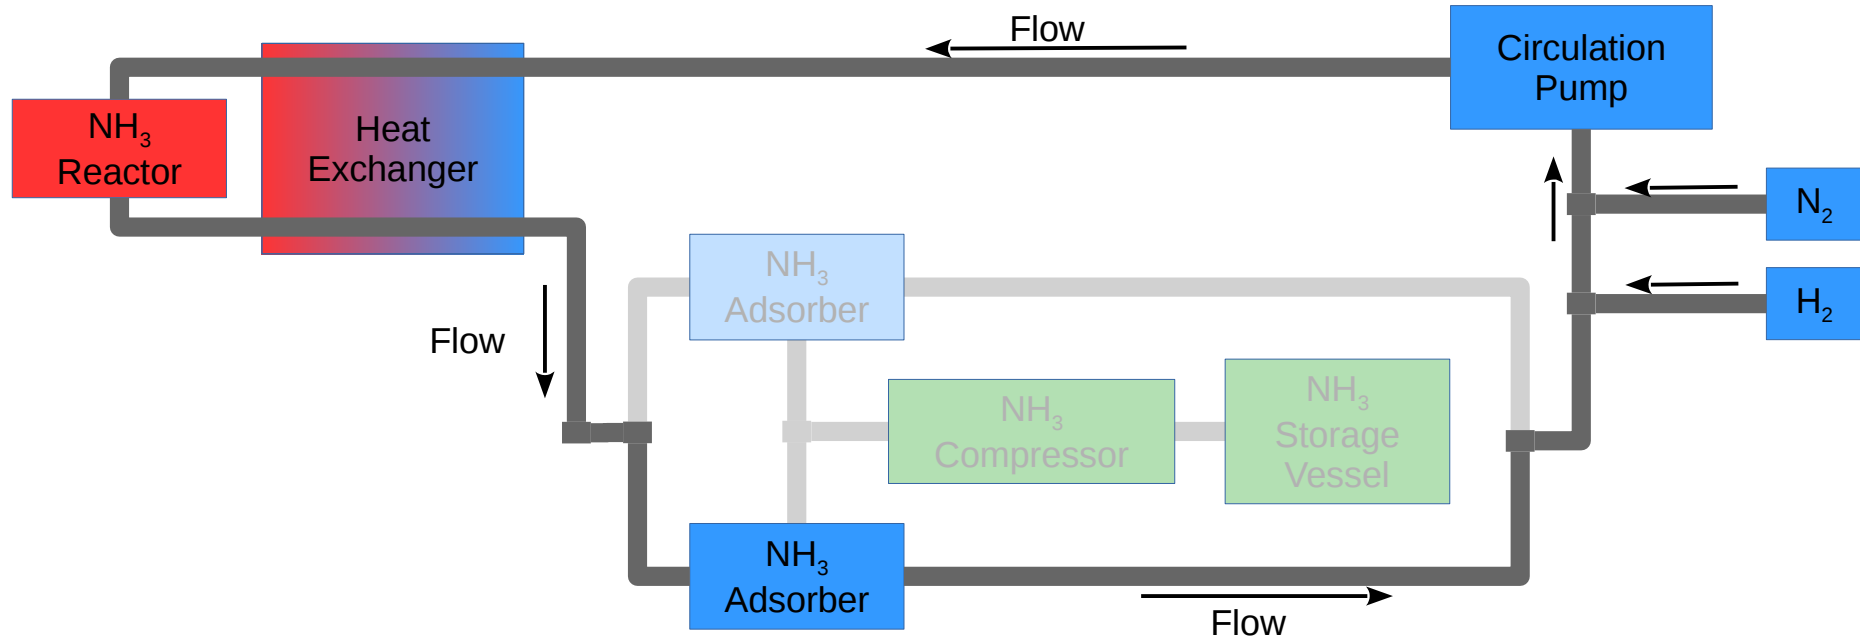 Flow
Circulation
Pump
NH₃
Reactor
Heat
Exchanger
N₂
H₂
NH₃
Adsorber
Flow
NH₃
Compressor
NH₃
Storage
Vessel
NH₃
Adsorber
Flow